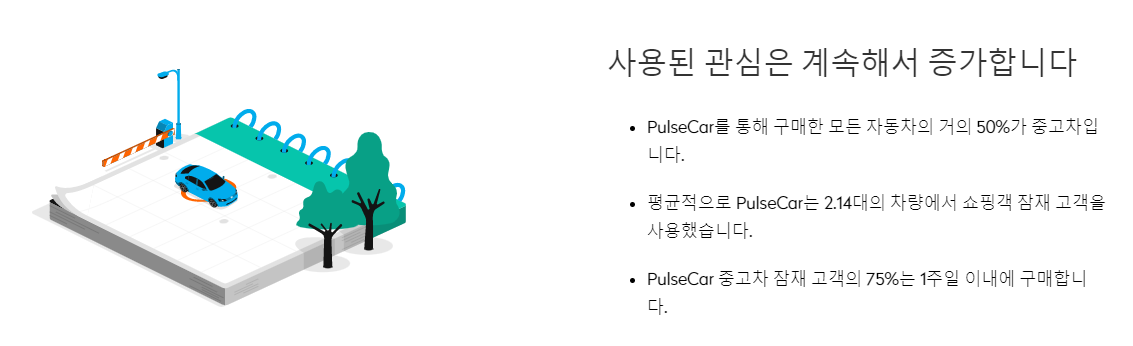 사용된 관심은 계속해서 증가합니다
• PulseCar를 통해 구매한 모든 자동차의 거의 50%가 중고차입
니다.
• 평균적으로 PulseCar는 2.14대의 차량에서 쇼핑객 잠재 고객을
사용했습니다.
• PulseCar 중고차 잠재 고객의 75%는 1주일 이내에 구매합니
다.